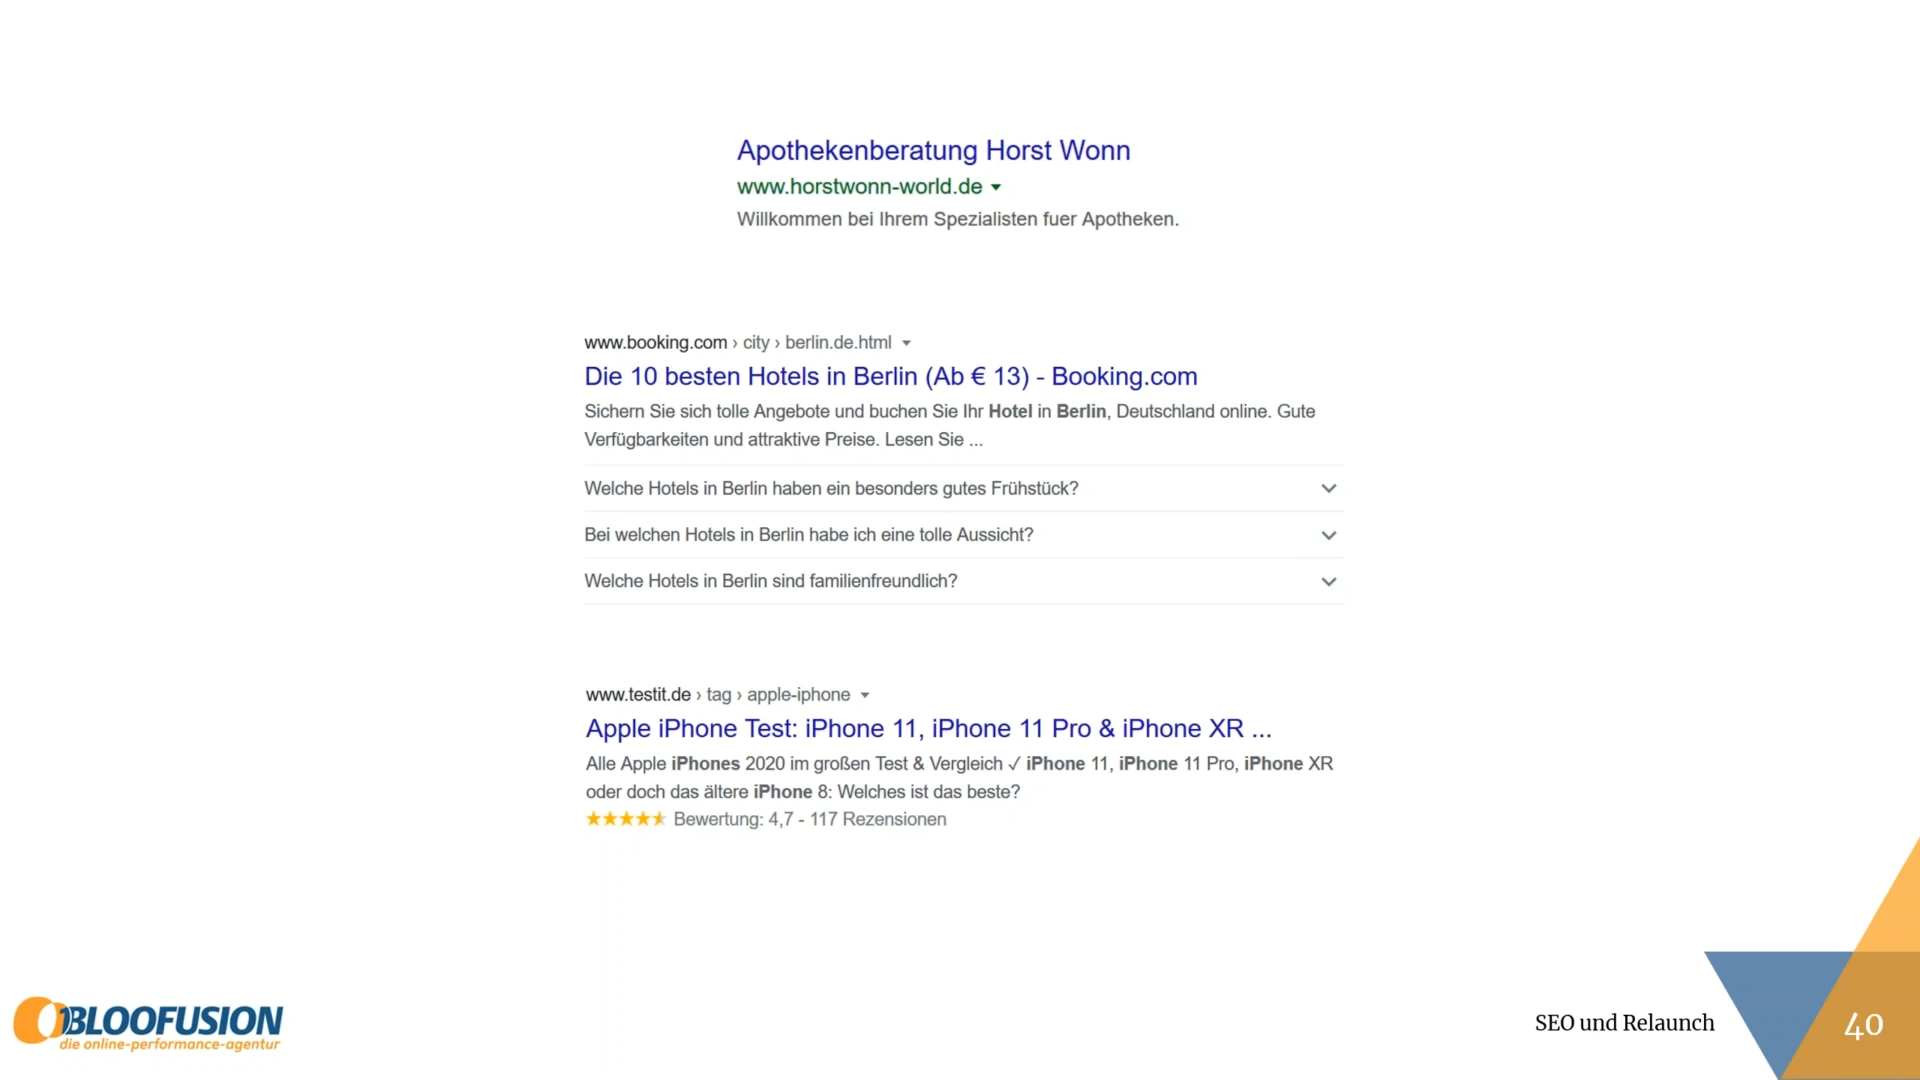 Apothekenberatung Horst Wonn
www.horstwonn-world.de
Willkommen bei Ihrem Spezialisten fuer Apotheken.
www.booking.com › city › berlin.de.html
Die 10 besten Hotels in Berlin (Ab € 13) - Booking.com
Sichern Sie sich tolle Angebote und buchen Sie Ihr Hotel in Berlin, Deutschland online. Gute
Verfügbarkeiten und attraktive Preise. Lesen Sie ...
Welche Hotels in Berlin haben ein besonders gutes Frühstück?
Bei welchen Hotels in Berlin habe ich eine tolle Aussicht?
Welche Hotels in Berlin sind familienfreundlich?
www.testit.de › tag › apple-iphone
Apple iPhone Test: iPhone 11, iPhone 11 Pro & iPhone XR ...
Alle Apple iPhones 2020 im großen Test & Vergleich ✓ iPhone 11, iPhone 11 Pro, iPhone XR
oder doch das ältere iPhone 8: Welches ist das beste?
Bewertung: 4,7 - 117 Rezensionen
BLOOFUSION
die online-performance-agentur
SEO und Relaunch
40